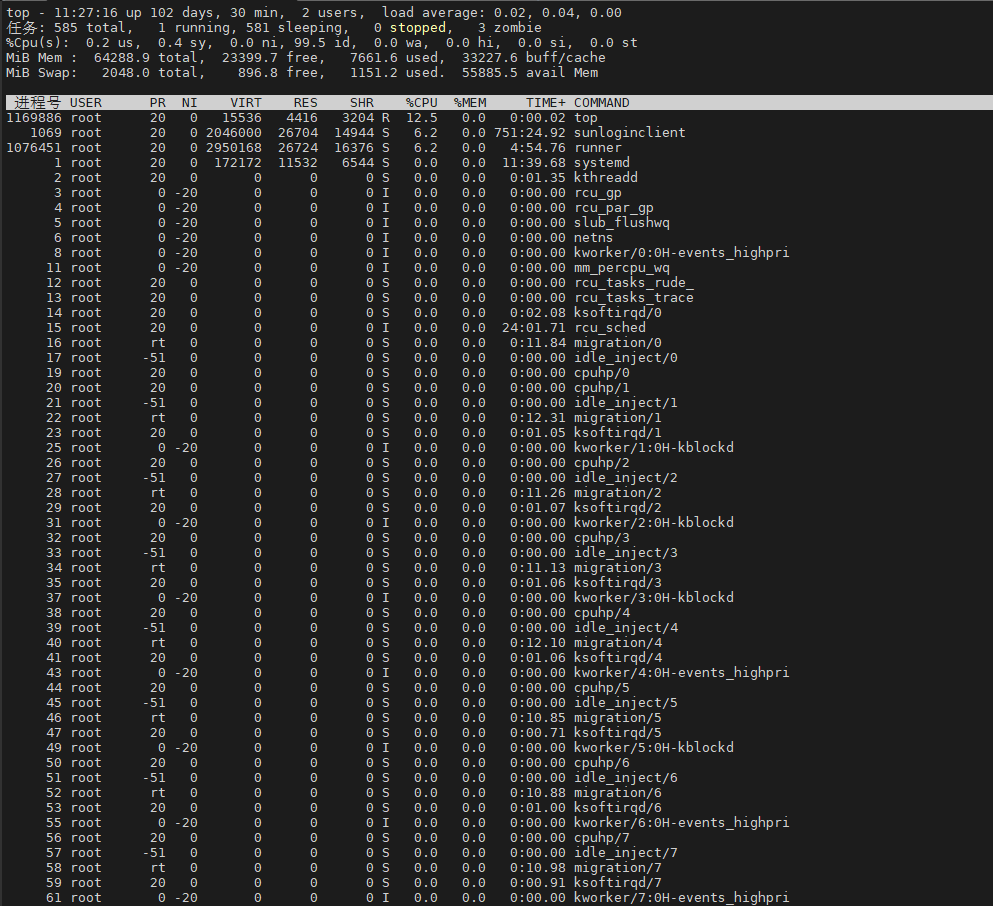 top - 11:27:16 up 102 days, 30 min,  2 users,  load average: 0.02, 0.04, 0.00
任务: 585 total,   1 running, 581 sleeping,   0 stopped,   3 zombie
%Cpu(s):  0.2 us,  0.4 sy,  0.0 ni, 99.5 id,  0.0 wa,  0.0 hi,  0.0 si,  0.0 st
MiB Mem :  64288.9 total,  23399.7 free,   7661.6 used,  33227.6 buff/cache
MiB Swap:   2048.0 total,    896.8 free,   1151.2 used.  55885.5 avail Mem
进程号 USER      PR  NI    VIRT    RES    SHR   %CPU  %MEM     TIME+ COMMAND
1169886 root      20   0   15536   4416   3204 R  12.5   0.0   0:00.02 top
1069 root      20   0 2046000  26704  14944 S   6.2   0.0 751:24.92 sunloginclient
1076451 root      20   0 2950168  26724  16376 S   6.2   0.0   4:54.76 runner
1 root      20   0  172172  11532   6544 S   0.0   0.0  11:39.68 systemd
2 root      20   0       0      0      0 S   0.0   0.0   0:01.35 kthreadd
3 root       0 -20       0      0      0 I   0.0   0.0   0:00.00 rcu_gp
4 root       0 -20       0      0      0 I   0.0   0.0   0:00.00 rcu_par_gp
5 root       0 -20       0      0      0 I   0.0   0.0   0:00.00 slub_flushwq
6 root       0 -20       0      0      0 I   0.0   0.0   0:00.00 netns
8 root       0 -20       0      0      0 I   0.0   0.0   0:00.00 kworker/0:0H-events_highpri
11 root       0 -20       0      0      0 I   0.0   0.0   0:00.00 mm_percpu_wq
12 root      20   0       0      0      0 S   0.0   0.0   0:00.00 rcu_tasks_rude_
13 root      20   0       0      0      0 S   0.0   0.0   0:00.00 rcu_tasks_trace
14 root      20   0       0      0      0 S   0.0   0.0   0:02.08 ksoftirqd/0
15 root      20   0       0      0      0 I   0.0   0.0  24:01.71 rcu_sched
16 root      rt   0       0      0      0 S   0.0   0.0   0:11.84 migration/0
17 root     -51   0       0      0      0 S   0.0   0.0   0:00.00 idle_inject/0
19 root      20   0       0      0      0 S   0.0   0.0   0:00.00 cpuhp/0
20 root      20   0       0      0      0 S   0.0   0.0   0:00.00 cpuhp/1
21 root     -51   0       0      0      0 S   0.0   0.0   0:00.00 idle_inject/1
22 root      rt   0       0      0      0 S   0.0   0.0   0:12.31 migration/1
23 root      20   0       0      0      0 S   0.0   0.0   0:01.05 ksoftirqd/1
25 root       0 -20       0      0      0 I   0.0   0.0   0:00.00 kworker/1:0H-kblockd
26 root      20   0       0      0      0 S   0.0   0.0   0:00.00 cpuhp/2
27 root     -51   0       0      0      0 S   0.0   0.0   0:00.00 idle_inject/2
28 root      rt   0       0      0      0 S   0.0   0.0   0:11.26 migration/2
29 root      20   0       0      0      0 S   0.0   0.0   0:01.07 ksoftirqd/2
31 root       0 -20       0      0      0 I   0.0   0.0   0:00.00 kworker/2:0H-kblockd
32 root      20   0       0      0      0 S   0.0   0.0   0:00.00 cpuhp/3
33 root     -51   0       0      0      0 S   0.0   0.0   0:00.00 idle_inject/3
34 root      rt   0       0      0      0 S   0.0   0.0   0:11.13 migration/3
35 root      20   0       0      0      0 S   0.0   0.0   0:01.06 ksoftirqd/3
37 root       0 -20       0      0      0 I   0.0   0.0   0:00.00 kworker/3:0H-kblockd
38 root      20   0       0      0      0 S   0.0   0.0   0:00.00 cpuhp/4
39 root     -51   0       0      0      0 S   0.0   0.0   0:00.00 idle_inject/4
40 root      rt   0       0      0      0 S   0.0   0.0   0:12.10 migration/4
41 root      20   0       0      0      0 S   0.0   0.0   0:01.06 ksoftirqd/4
43 root       0 -20       0      0      0 I   0.0   0.0   0:00.00 kworker/4:0H-events_highpri
44 root      20   0       0      0      0 S   0.0   0.0   0:00.00 cpuhp/5
45 root     -51   0       0      0      0 S   0.0   0.0   0:00.00 idle_inject/5
46 root      rt   0       0      0      0 S   0.0   0.0   0:10.85 migration/5
47 root      20   0       0      0      0 S   0.0   0.0   0:00.71 ksoftirqd/5
49 root       0 -20       0      0      0 I   0.0   0.0   0:00.00 kworker/5:0H-kblockd
50 root      20   0       0      0      0 S   0.0   0.0   0:00.00 cpuhp/6
51 root     -51   0       0      0      0 S   0.0   0.0   0:00.00 idle_inject/6
52 root      rt   0       0      0      0 S   0.0   0.0   0:10.88 migration/6
53 root      20   0       0      0      0 S   0.0   0.0   0:01.00 ksoftirqd/6
55 root       0 -20       0      0      0 I   0.0   0.0   0:00.00 kworker/6:0H-events_highpri
56 root      20   0       0      0      0 S   0.0   0.0   0:00.00 cpuhp/7
57 root     -51   0       0      0      0 S   0.0   0.0   0:00.00 idle_inject/7
58 root      rt   0       0      0      0 S   0.0   0.0   0:10.98 migration/7
59 root      20   0       0      0      0 S   0.0   0.0   0:00.91 ksoftirqd/7
61 root       0 -20       0      0      0 I   0.0   0.0   0:00.00 kworker/7:0H-events_highpri